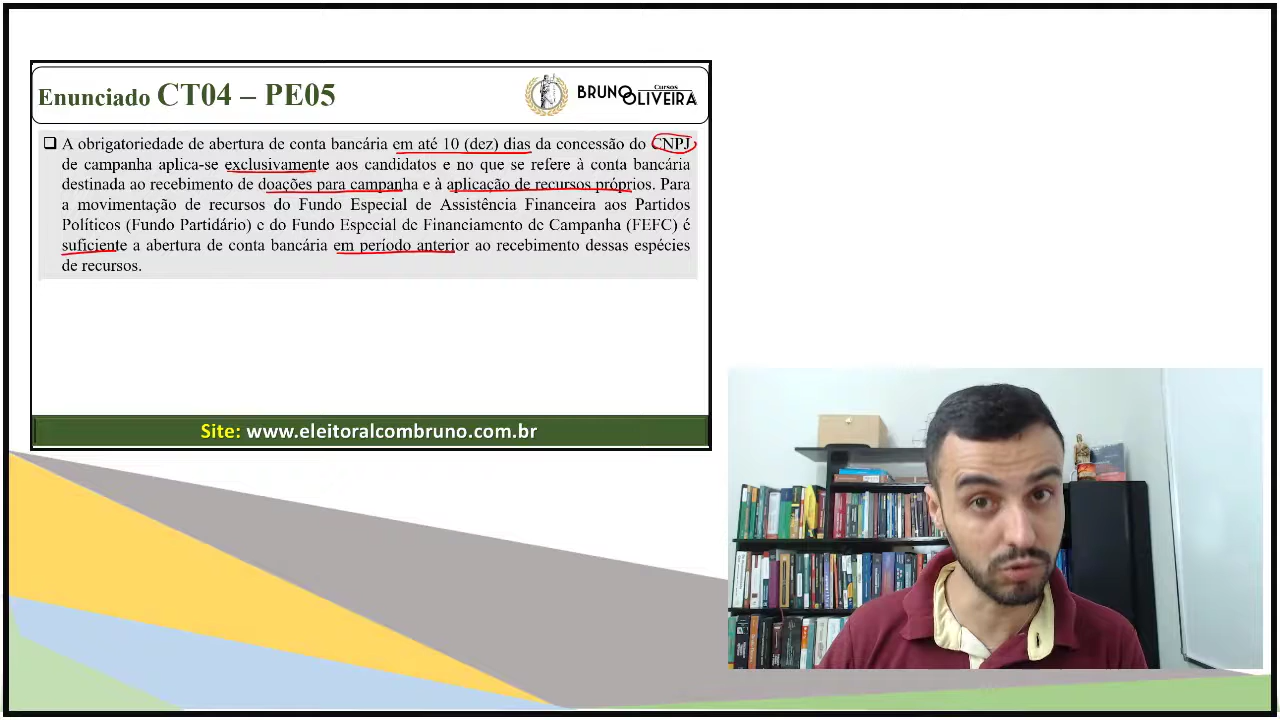 Enunciado CT04 – PE05
Cursos
BRUNO
OLIVEIRA
A obrigatoriedade de abertura de conta bancária em até 10 (dez) dias da concessão do CNPJ
de campanha aplica-se exclusivamente aos candidatos e no que se refere à conta bancária
destinada ao recebimento de doações para campanha e à aplicação de recursos próprios. Para
a movimentação de recursos do Fundo Especial de Assistência Financeira aos Partidos
Políticos (Fundo Partidário) e do Fundo Especial de Financiamento de Campanha (FEFC) é
suficiente a abertura de conta bancária em período anterior ao recebimento dessas espécies
de recursos.
Site: www.eleitoralcombruno.com.br